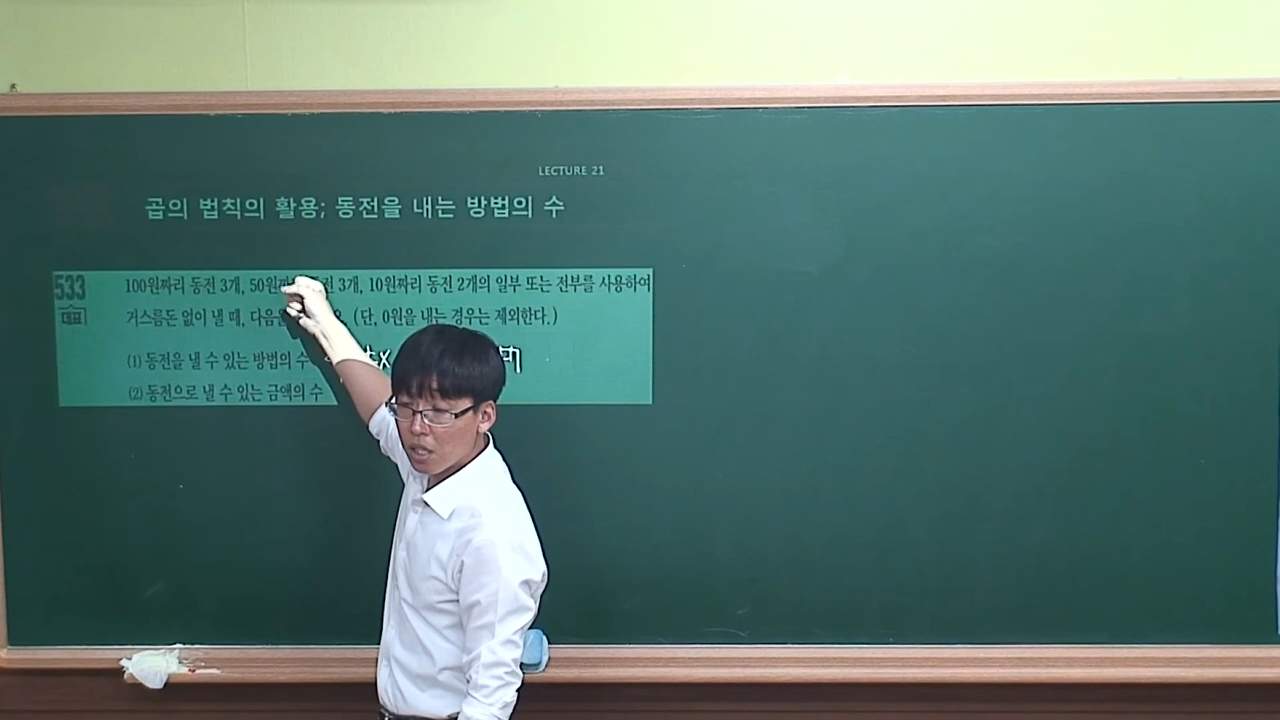 LECTURE 21
곱의 법칙의 활용; 동전을 내는 방법의 수
533
대표
100원짜리 동전 3개, 50원 3개, 10원짜리 동전 2개의 일부 또는 전부를 사용하여
거스름돈 없이 낼 때, (단, 0원을 내는 경우는 제외한다.)
(1) 동전을 낼 수 있는 방법의 수
(2) 동전으로 낼 수 있는 금액의 수